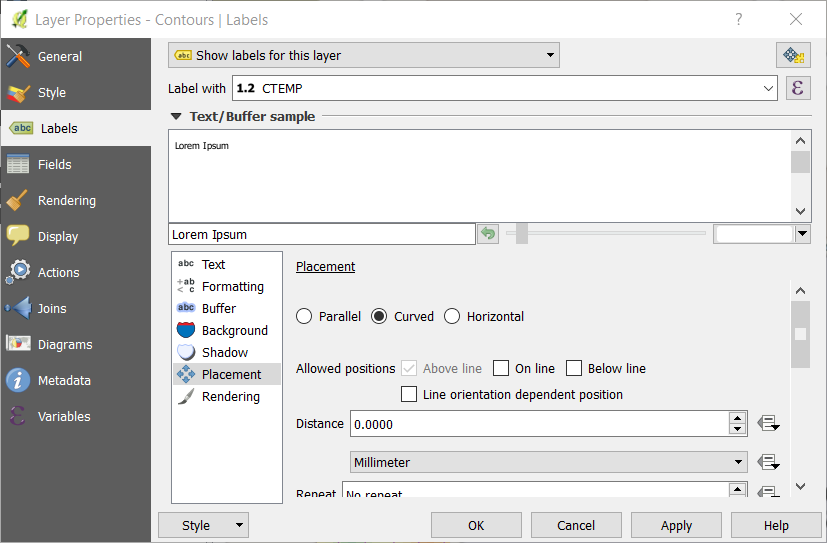 Layer Properties - Contours | Labels
General
Style
Labels
Fields
Rendering
Display
Actions
Joins
Diagrams
Metadata
Variables
Show labels for this layer
Label with 1.2 CTEMP
Text/Buffer sample
Lorem Ipsum
Lorem Ipsum
Text
Formatting
Buffer
Background
Shadow
Placement
Rendering
Placement
Parallel Curved Horizontal
Allowed positions Above line On line Below line
Line orientation dependent position
Distance 0.0000
Millimeter
Repeat No repeat
Style OK Cancel Apply Help